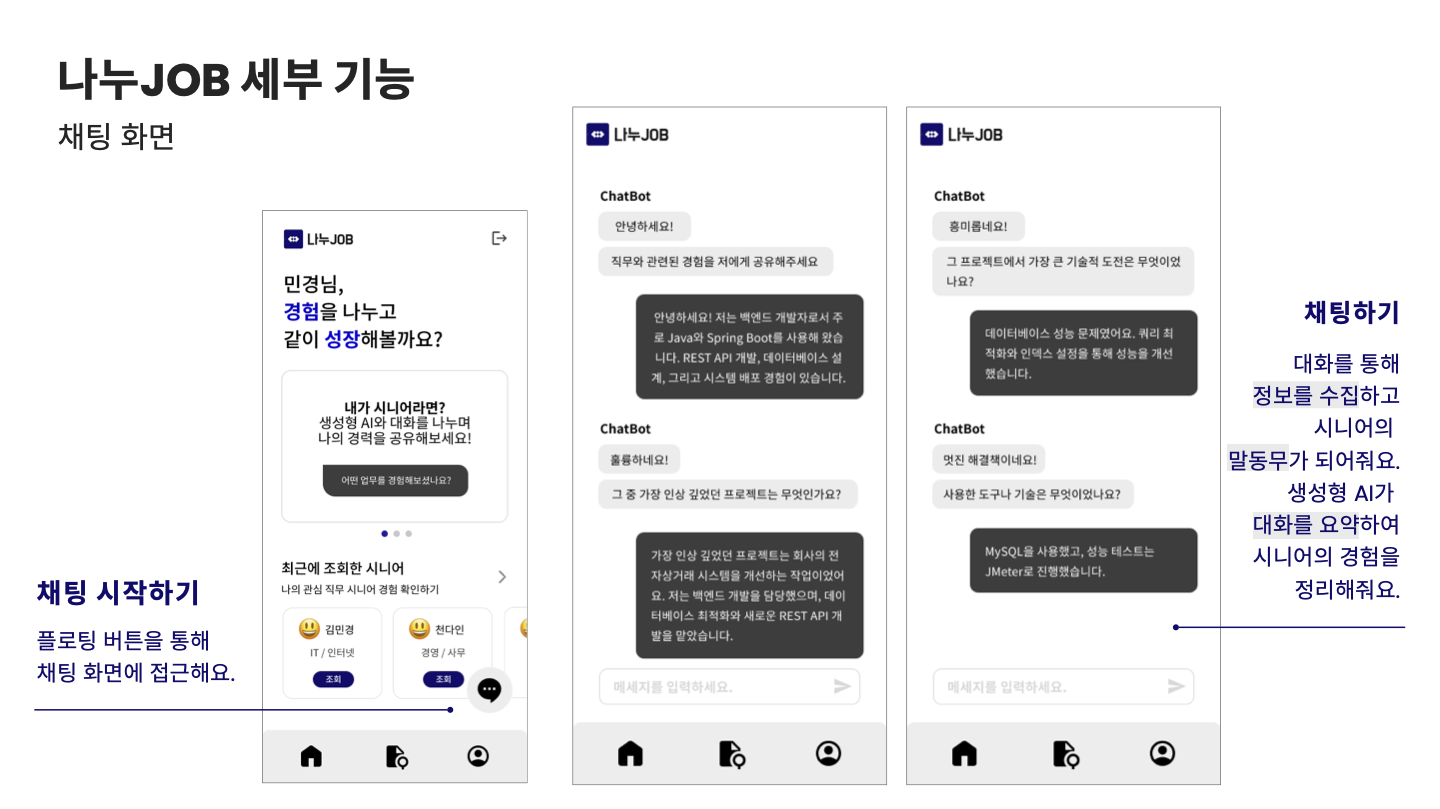 나누JOB 세부 기능
채팅 화면
채팅 시작하기
플로팅 버튼을 통해
채팅 화면에 접근해요.
나누JOB
민경님,
경험을 나누고
같이 성장해볼까요?
내가 시니어라면?
생성형 AI와 대화를 나누며
나의 경력을 공유해보세요!
어떤 업무를 경험해보셨나요?
최근에 조회한 시니어
나의 관심 직무 시니어 경험 확인하기
김민경
IT / 인터넷
조회
천다인
경영 / 사무
조회
나누JOB
ChatBot
안녕하세요!
직무와 관련된 경험을 저에게 공유해주세요
안녕하세요! 저는 백엔드 개발자로서 주
로 Java와 Spring Boot를 사용해 왔습
니다. REST API 개발, 데이터베이스 설
계, 그리고 시스템 배포 경험이 있습니다.
ChatBot
훌륭하네요!
그 중 가장 인상 깊었던 프로젝트는 무엇인가요?
가장 인상 깊었던 프로젝트는 회사의 전
자상거래 시스템을 개선하는 작업이었어
요. 저는 백엔드 개발을 담당했으며, 데이
터베이스 최적화와 새로운 REST API 개
발을 맡았습니다.
메세지를 입력하세요.
나누JOB
ChatBot
흥미롭네요!
그 프로젝트에서 가장 큰 기술적 도전은 무엇이었
나요?
데이터베이스 성능 문제였어요. 쿼리 최
적화와 인덱스 설정을 통해 성능을 개선
했습니다.
ChatBot
멋진 해결책이네요!
사용한 도구나 기술은 무엇이었나요?
MySQL을 사용했고, 성능 테스트는
JMeter로 진행했습니다.
메세지를 입력하세요.
채팅하기
대화를 통해
정보를 수집하고
시니어의
말동무가 되어줘요.
생성형 AI가
대화를 요약하여
시니어의 경험을
정리해줘요.